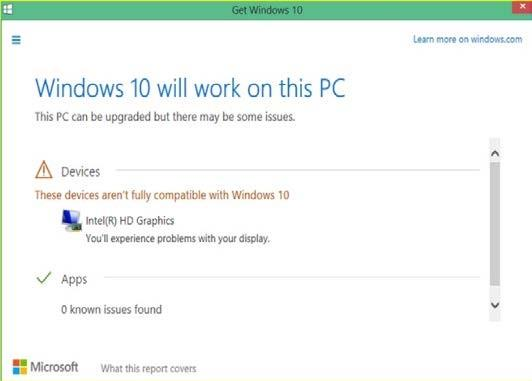 Get Windows 10
Learn more on windows.com
Windows 10 will work on this PC
This PC can be upgraded but there may be some issues.
Devices
These devices aren't fully compatible with Windows 10
Intel(R) HD Graphics
You'll experience problems with your display.
Apps
0 known issues found
Microsoft What this report covers